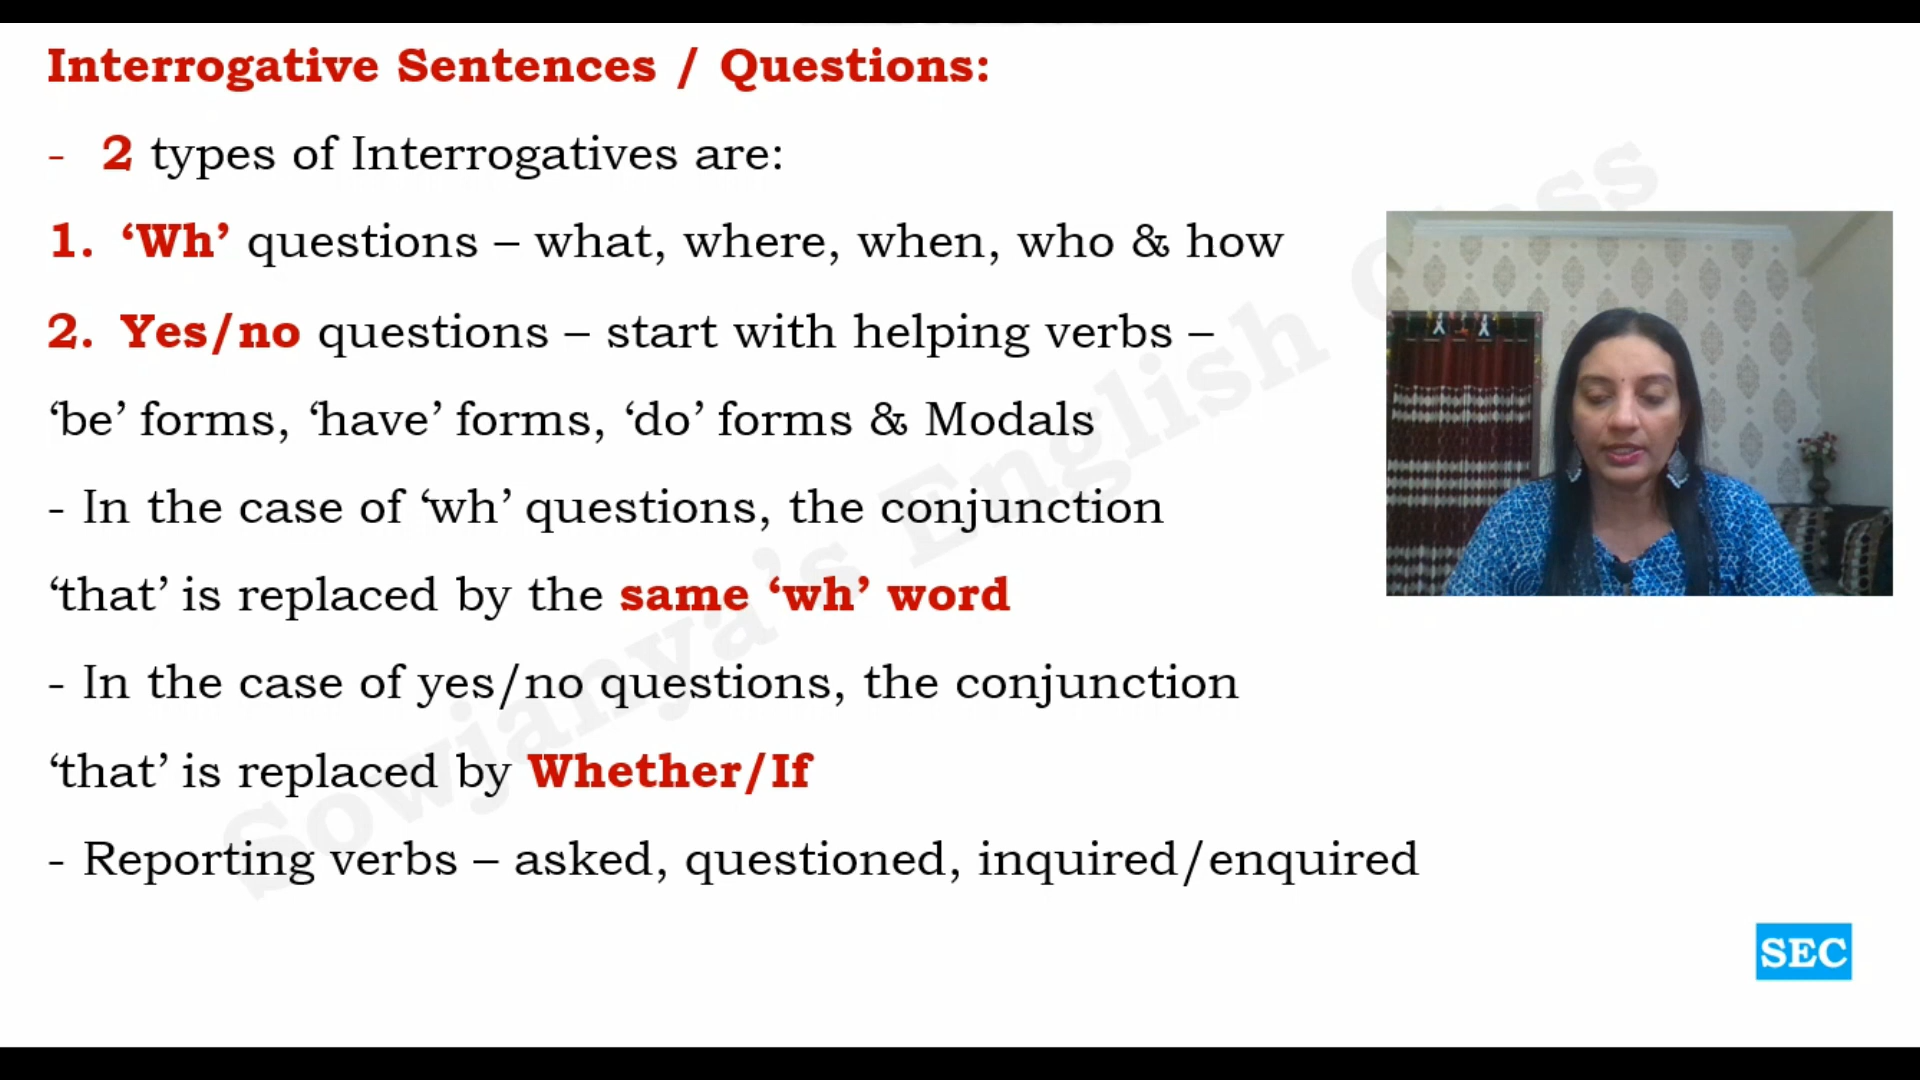 Interrogative Sentences / Questions:
- 2 types of Interrogatives are:
1. ‘Wh’ questions – what, where, when, who & how
2. Yes/no questions – start with helping verbs –
‘be’ forms, ‘have’ forms, ‘do’ forms & Modals
- In the case of ‘wh’ questions, the conjunction
‘that’ is replaced by the same ‘wh’ word
- In the case of yes/no questions, the conjunction
‘that’ is replaced by Whether/If
- Reporting verbs – asked, questioned, inquired/enquired
SEC
Sowjanya’s English Class